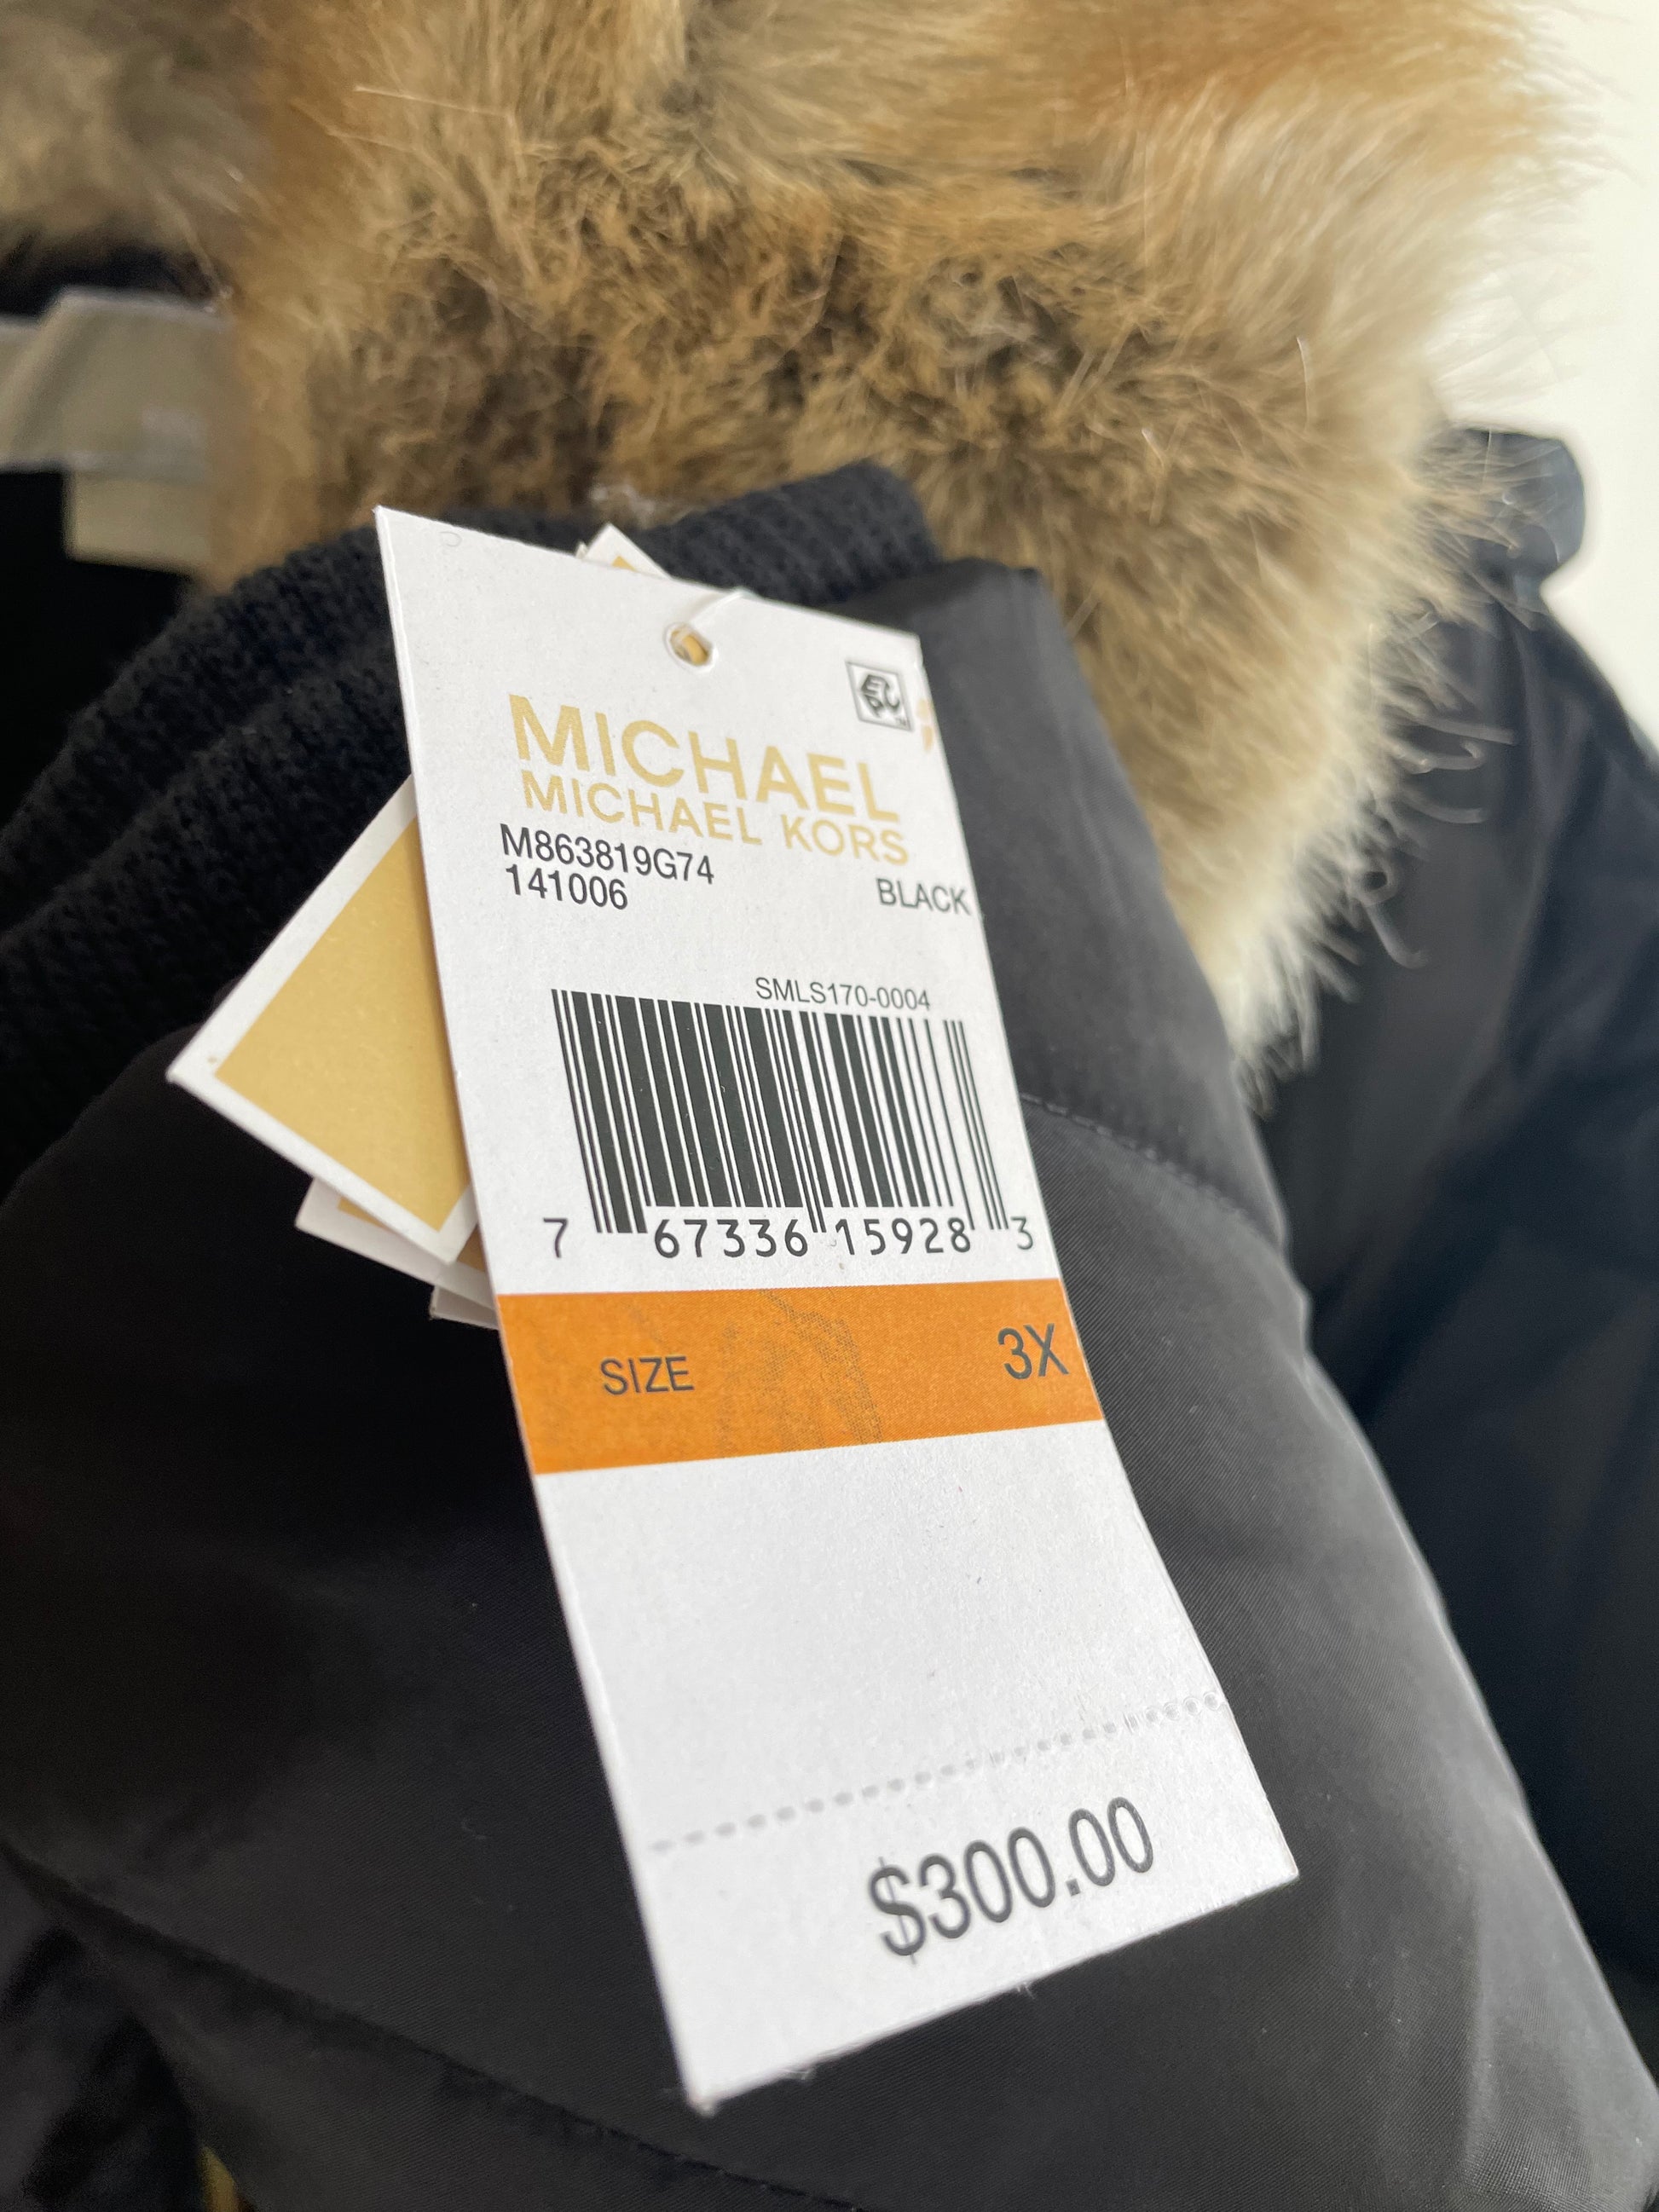 MICHAEL
MICHAEL KORS
M863819G74
141006 BLACK
SMLS170-0004
7 67336 15928 3
SIZE 3X
$300.00